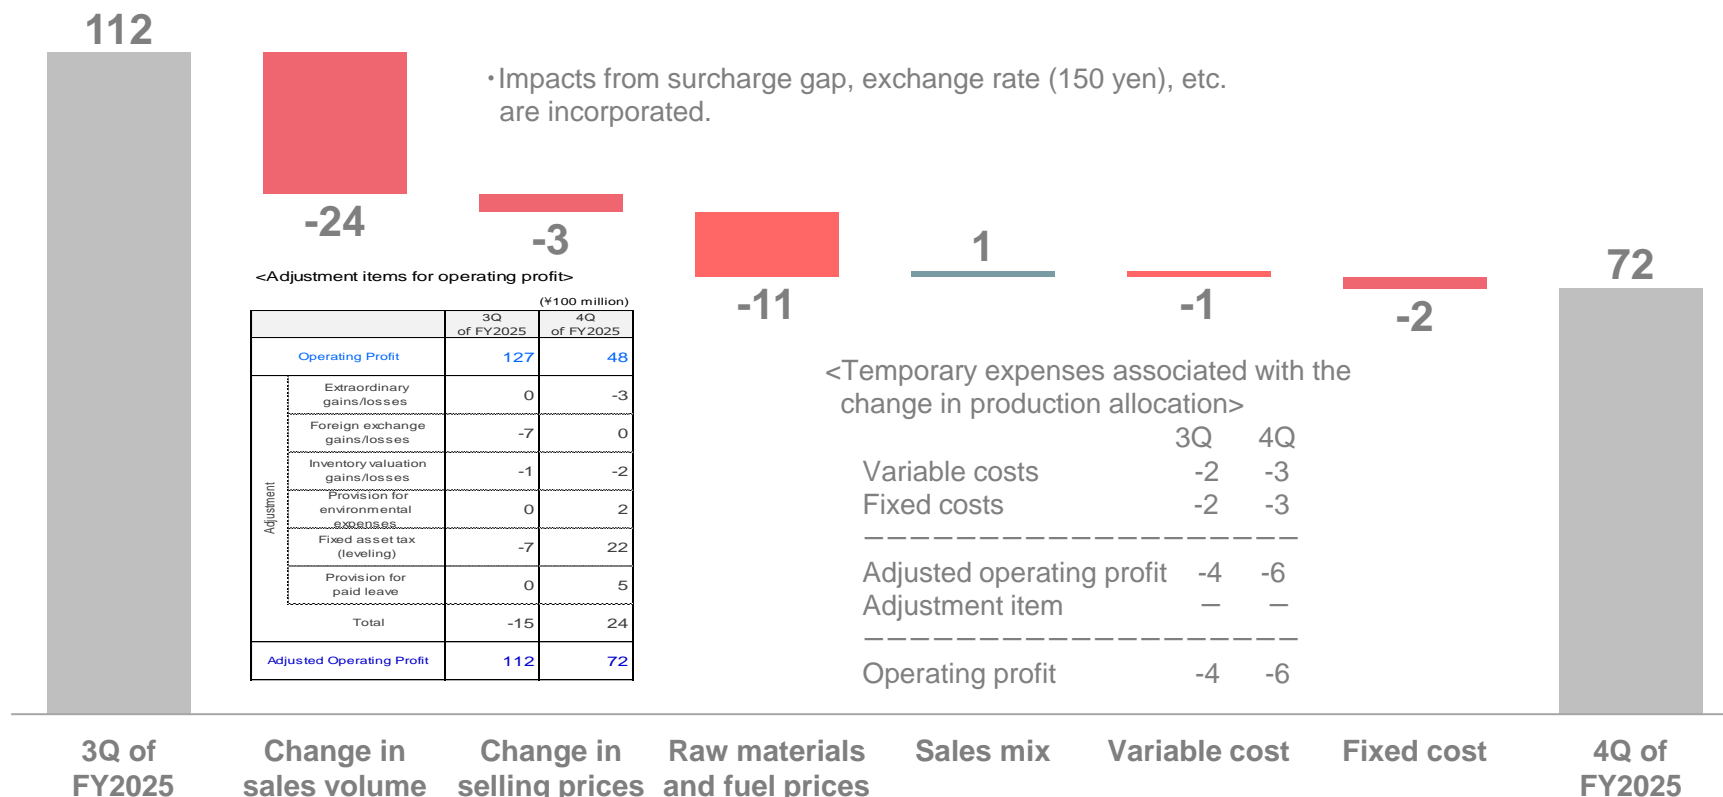 112
・Impacts from surcharge gap, exchange rate (150 yen), etc.
are incorporated.
-24
-3
-11
1
-1
-2
72
<Adjustment items for operating profit>
(¥100 million)
3Q of FY2025 4Q of FY2025
Operating Profit 127 48
Adjustment
Extraordinary gains/losses 0 -3
Foreign exchange gains/losses -7 0
Inventory valuation gains/losses -1 -2
Provision for environmental expenses 0 2
Fixed asset tax (leveling) -7 22
Provision for paid leave 0 5
Total -15 24
Adjusted Operating Profit 112 72
<Temporary expenses associated with the
change in production allocation>
3Q 4Q
Variable costs -2 -3
Fixed costs -2 -3
Adjusted operating profit -4 -6
Adjustment item — —
Operating profit -4 -6
3Q of FY2025
Change in sales volume
Change in selling prices
Raw materials and fuel prices
Sales mix
Variable cost
Fixed cost
4Q of FY2025